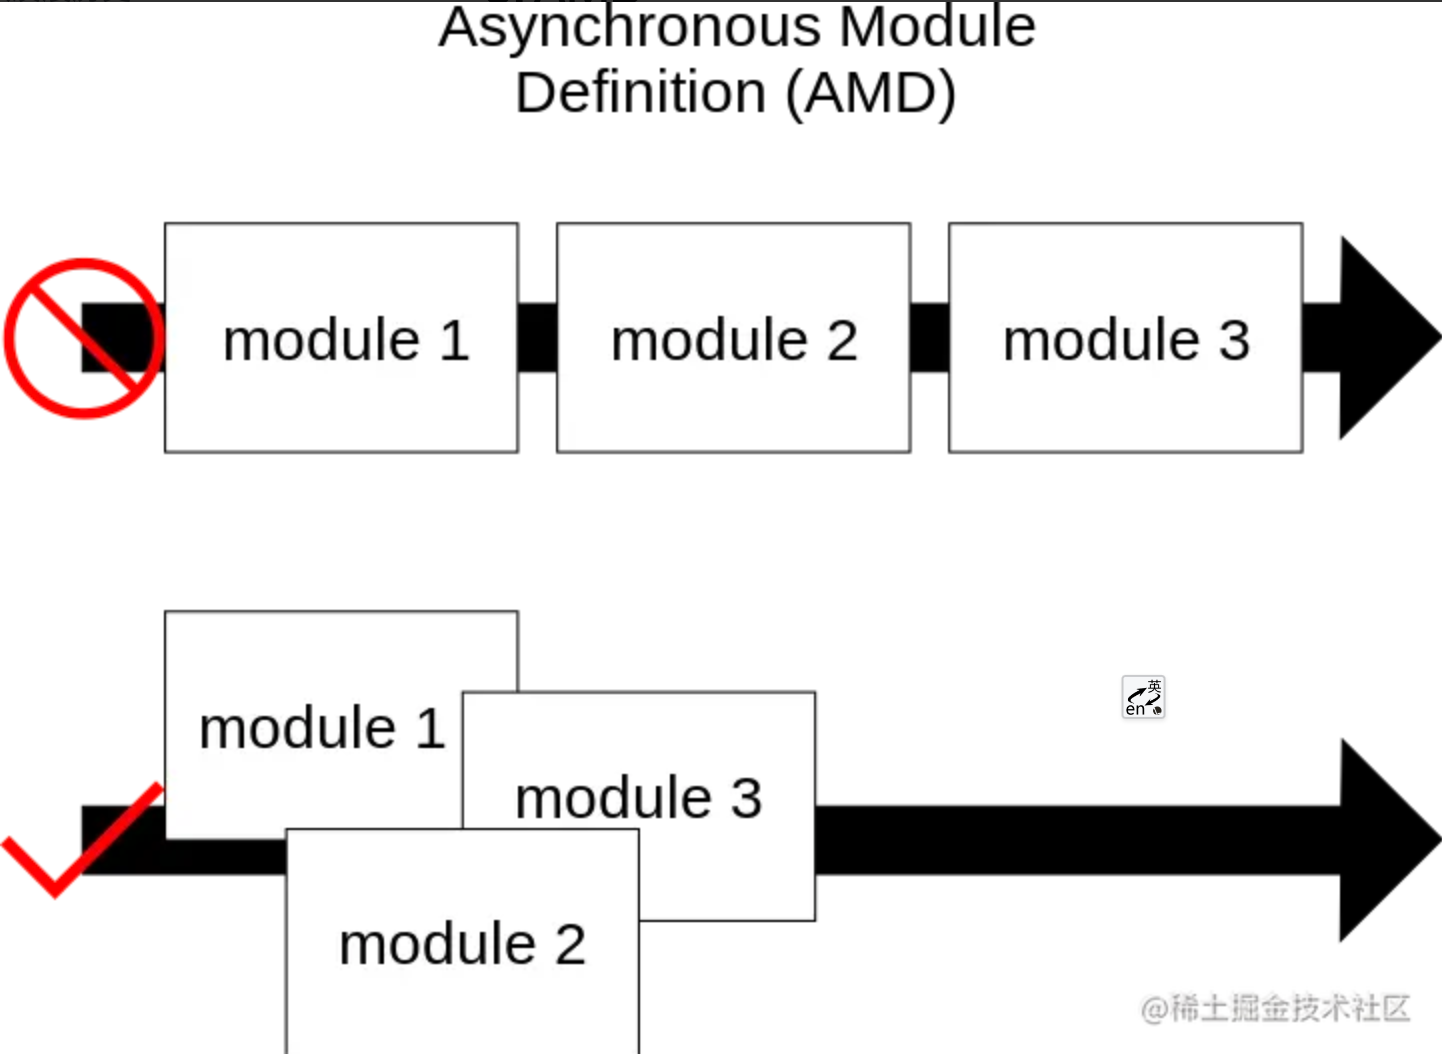 Asynchronous Module
Definition (AMD)
module 1
module 2
module 3
module 1
module 3
module 2
英
en
@稀土掘金技术社区